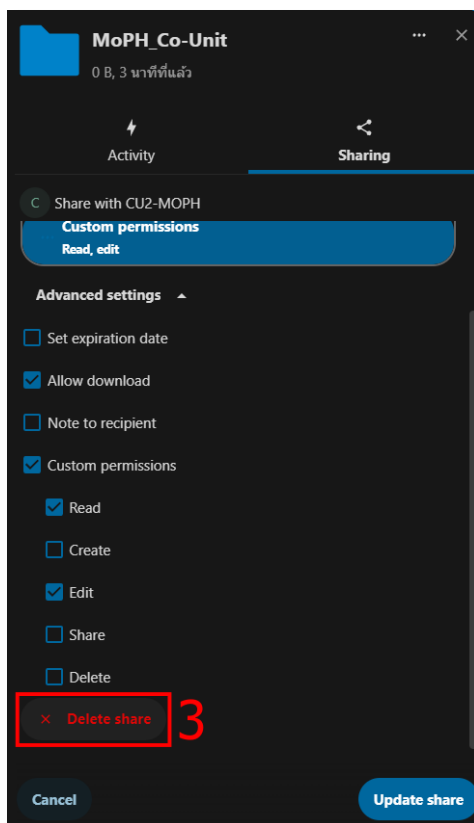 MoPH_Co-Unit
0 B, 3 นาทีที่แล้ว
Activity
Sharing
C Share with CU2-MOPH
Custom permissions
Read, edit
Advanced settings
Set expiration date
Allow download
Note to recipient
Custom permissions
Read
Create
Edit
Share
Delete
Delete share 3
Cancel
Update share